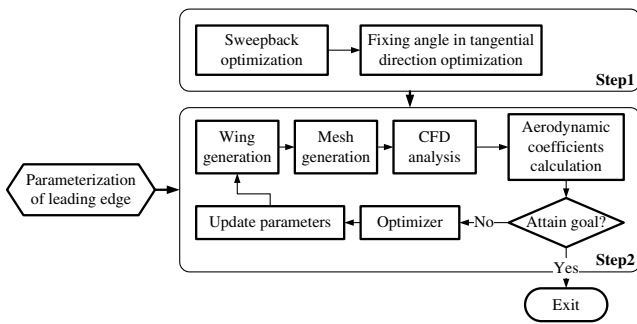 Sweepback
optimization
Fixing angle in tangential
direction optimization
Step1
Wing
generation
Mesh
generation
CFD
analysis
Aerodynamic
coefficients
calculation
Parameterization
of leading edge
Update parameters
Optimizer
No
Attain goal?
Yes
Step2
Exit